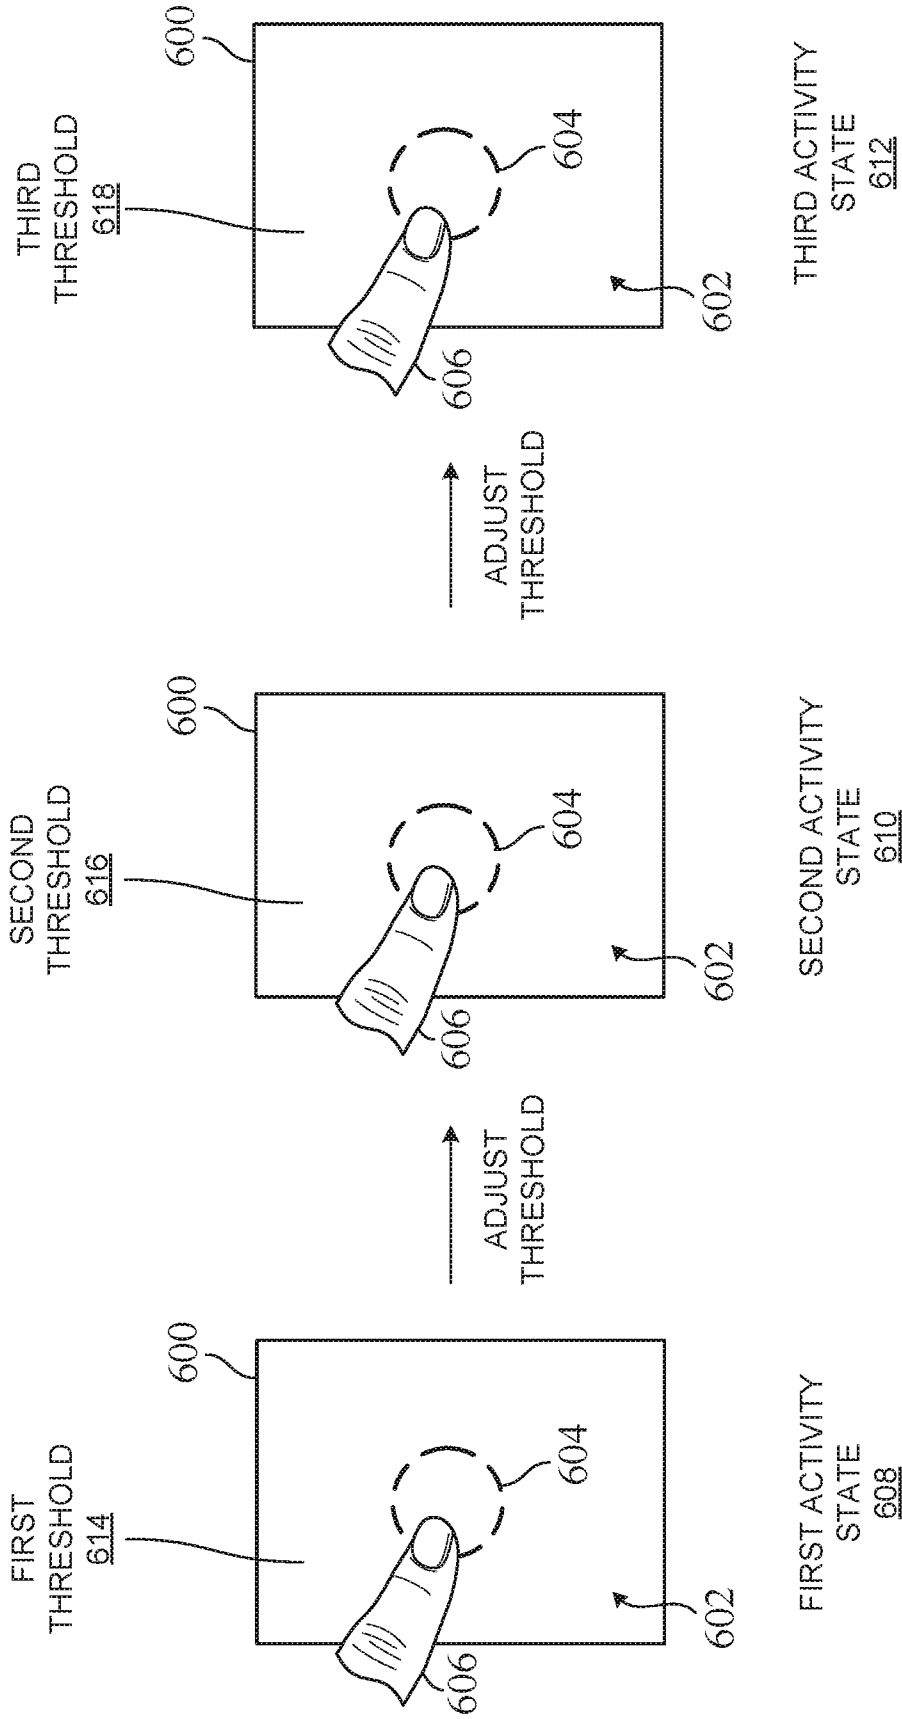 FIRST
THRESHOLD
614
600
604
606
602
FIRST ACTIVITY
STATE
608
ADJUST
THRESHOLD
SECOND
THRESHOLD
616
600
604
606
602
SECOND ACTIVITY
STATE
610
ADJUST
THRESHOLD
THIRD
THRESHOLD
618
600
604
606
602
THIRD ACTIVITY
STATE
612